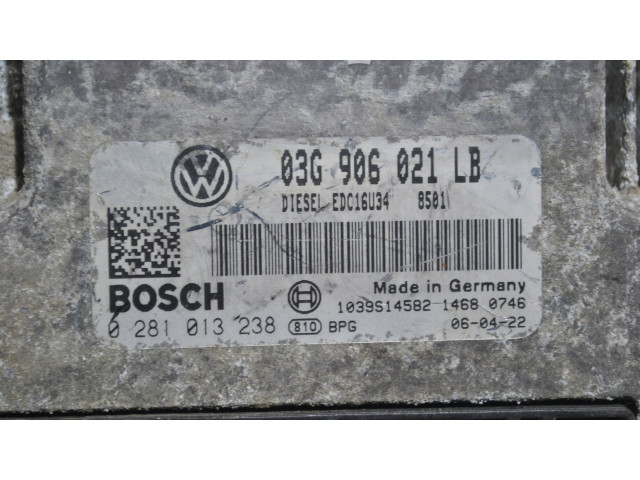 03G 906 021 LB
DIESEL EDC16U34 8501
BOSCH
Made in Germany
1039S14582 1468 0746
0 281 013 238 810 BPG 06-04-22